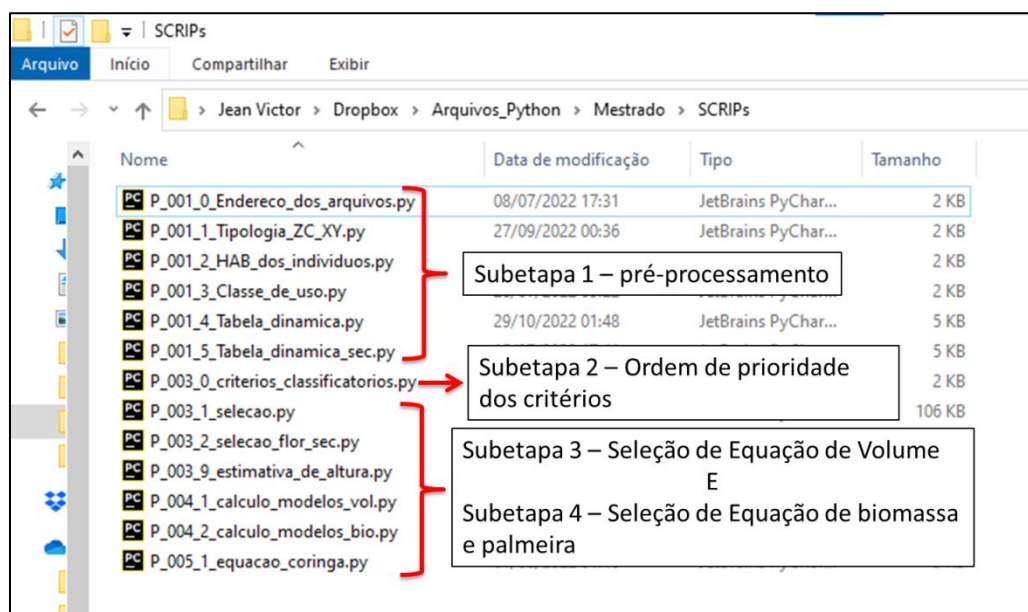 SCRIPs
Arquivo Início Compartilhar Exibir
Jean Victor > Dropbox > Arquivos_Python > Mestrado > SCRIPs
Nome Data de modificação Tipo Tamanho
P_001_0_Endereco_dos_arquivos.py 08/07/2022 17:31 JetBrains PyChar... 2 KB
P_001_1_Tipologia_ZC_XY.py 27/09/2022 00:36 JetBrains PyChar... 2 KB
P_001_2_HAB_dos_individuos.py 2 KB
Subetapa 1 – pré-processamento
P_001_3_Classe_de_uso.py 2 KB
P_001_4_Tabela_dinamica.py 29/10/2022 01:48 JetBrains PyChar... 5 KB
P_001_5_Tabela_dinamica_sec.py 5 KB
Subetapa 2 – Ordem de prioridade
dos critérios
P_003_0_criterios_classificatorios.py 2 KB
P_003_1_selecao.py 106 KB
P_003_2_selecao_flor_sec.py
Subetapa 3 – Seleção de Equação de Volume
E
Subetapa 4 – Seleção de Equação de biomassa
e palmeira
P_003_9_estimativa_de_altura.py
P_004_1_calculo_modelos_vol.py
P_004_2_calculo_modelos_bio.py
P_005_1_equacao_coringa.py